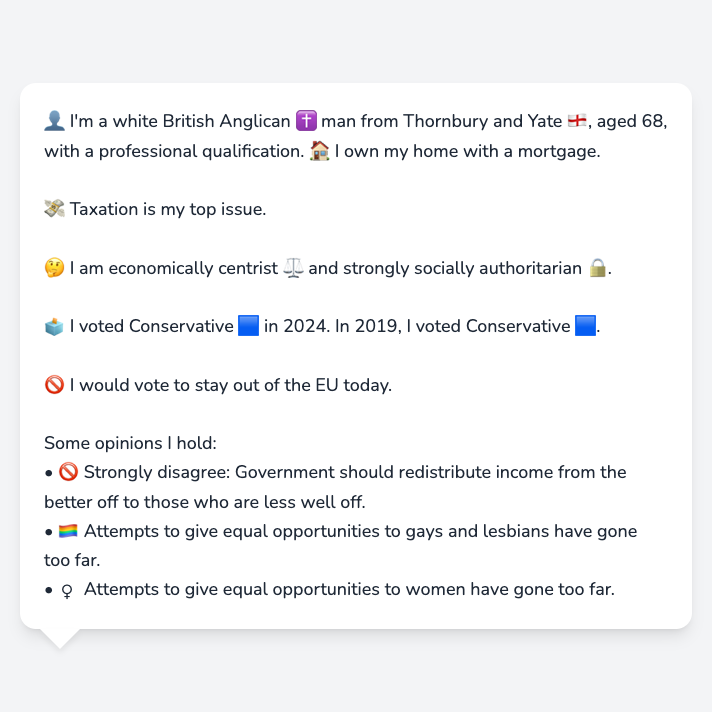 👤 I'm a white British Anglican ✝️ man from Thornbury and Yate 🏴󠁧󠁢󠁥󠁮󠁧󠁿, aged 68,
with a professional qualification. 🏠 I own my home with a mortgage.
💸 Taxation is my top issue.
🤔 I am economically centrist ⚖️ and strongly socially authoritarian 🔒.
🗳️ I voted Conservative 🟦 in 2024. In 2019, I voted Conservative 🟦.
🚫 I would vote to stay out of the EU today.
Some opinions I hold:
• 🚫 Strongly disagree: Government should redistribute income from the
better off to those who are less well off.
• 🏳️‍🌈 Attempts to give equal opportunities to gays and lesbians have gone
too far.
• ♀ Attempts to give equal opportunities to women have gone too far.